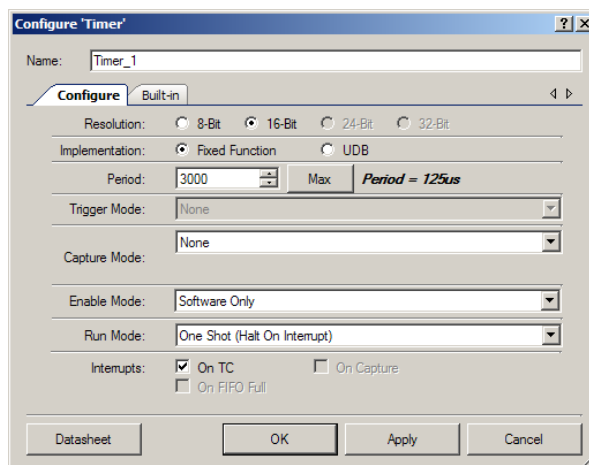 Configure 'Timer'
Name: Timer_1
Configure Built-in
Resolution: 8-Bit 16-Bit 24-Bit 32-Bit
Implementation: Fixed Function UDB
Period: 3000 Max Period = 125us
Trigger Mode: None
Capture Mode: None
Enable Mode: Software Only
Run Mode: One Shot (Halt On Interrupt)
Interrupts: On TC On Capture
On FIFO Full
Datasheet OK Apply Cancel